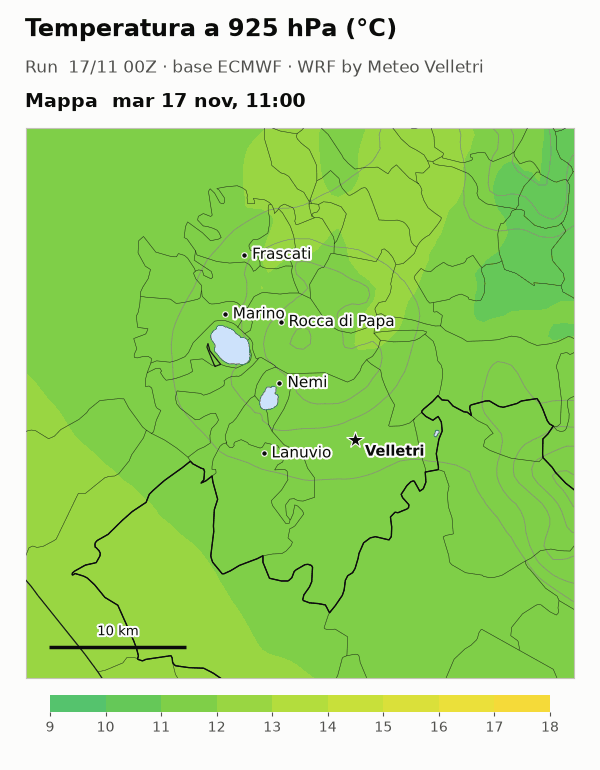 Temperatura a 925 hPa (°C)
Run  17/11 00Z · base ECMWF · WRF by Meteo Velletri
Mappa  mar 17 nov, 11:00
Frascati
Marino
Rocca di Papa
Nemi
Velletri
Lanuvio
10 km
9 10 11 12 13 14 15 16 17 18